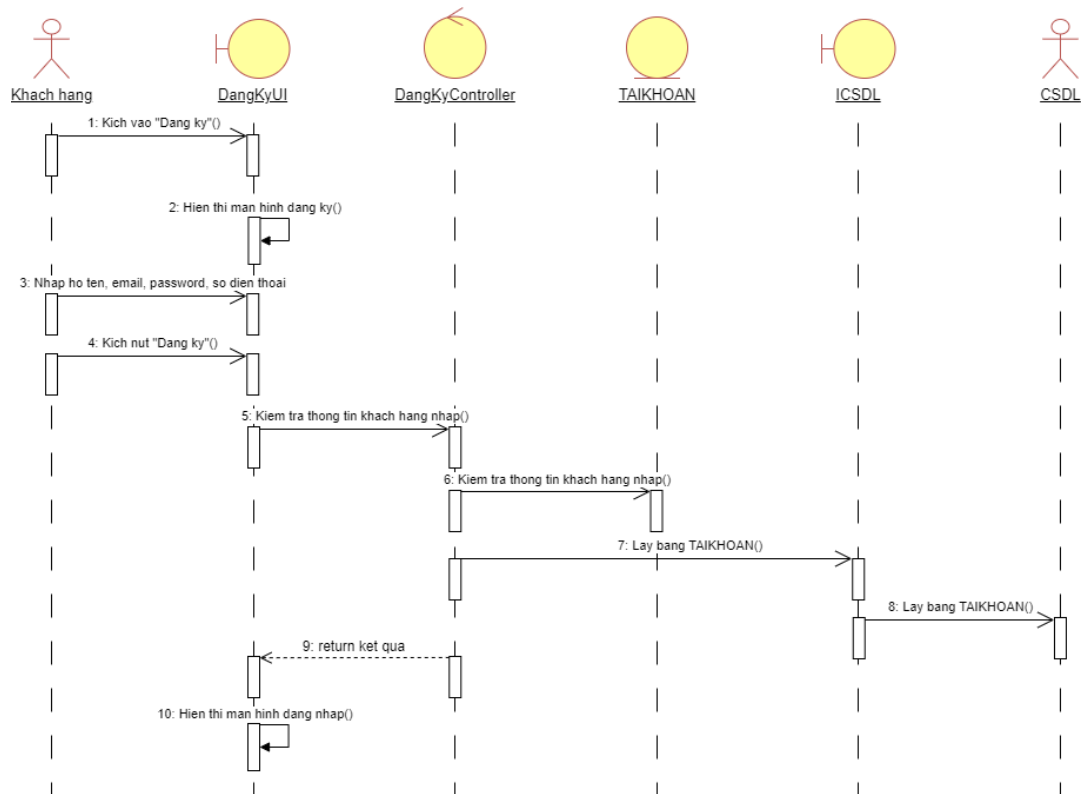 Khach hang
DangKyUI
DangKyController
TAIKHOAN
ICSDL
CSDL
1: Kich vao "Dang ky"()
2: Hien thi man hinh dang ky()
3: Nhap ho ten, email, password, so dien thoai
4: Kich nut "Dang ky"()
5: Kiem tra thong tin khach hang nhap()
6: Kiem tra thong tin khach hang nhap()
7: Lay bang TAIKHOAN()
8: Lay bang TAIKHOAN()
9: return ket qua
10: Hien thi man hinh dang nhap()